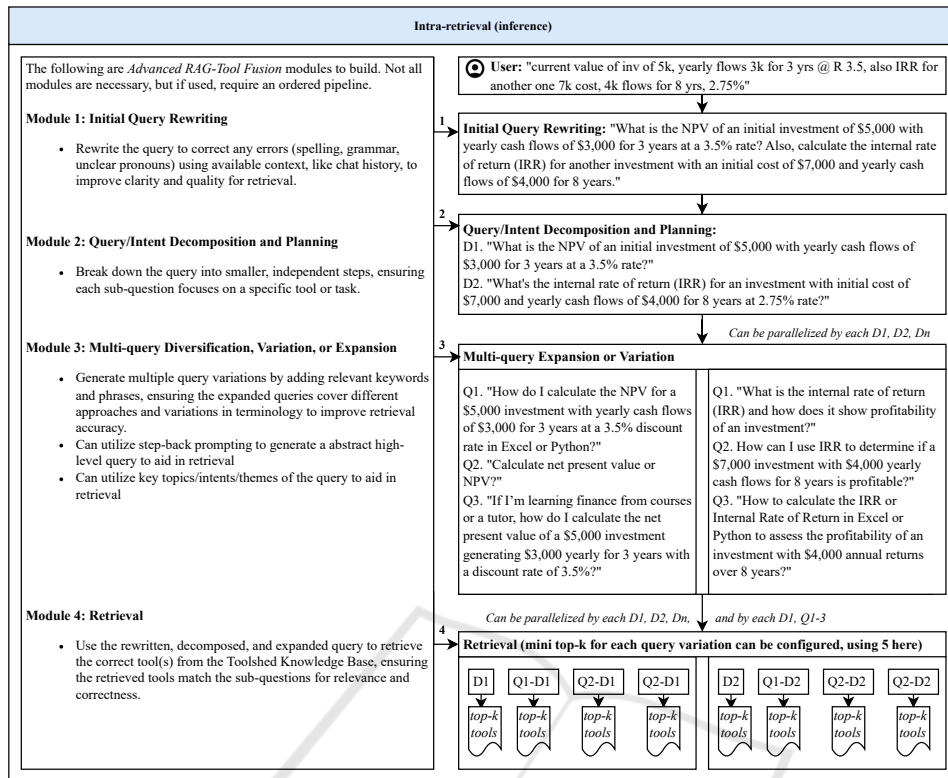 Intra-retrieval (inference)
The following are Advanced RAG-Tool Fusion modules to build. Not all
modules are necessary, but if used, require an ordered pipeline.
Module 1: Initial Query Rewriting
• Rewrite the query to correct any errors (spelling, grammar,
unclear pronouns) using available context, like chat history, to
improve clarity and quality for retrieval.
Module 2: Query/Intent Decomposition and Planning
• Break down the query into smaller, independent steps, ensuring
each sub-question focuses on a specific tool or task.
Module 3: Multi-query Diversification, Variation, or Expansion
• Generate multiple query variations by adding relevant keywords
and phrases, ensuring the expanded queries cover different
approaches and variations in terminology to improve retrieval
accuracy.
• Can utilize step-back prompting to generate a abstract high-
level query to aid in retrieval
• Can utilize key topics/intents/themes of the query to aid in
retrieval
Module 4: Retrieval
• Use the rewritten, decomposed, and expanded query to retrieve
the correct tool(s) from the Toolshed Knowledge Base, ensuring
the retrieved tools match the sub-questions for relevance and
correctness.
User: "current value of inv of 5k, yearly flows 3k for 3 yrs @ R 3.5, also IRR for
another one 7k cost, 4k flows for 8 yrs, 2.75%"
1
Initial Query Rewriting: "What is the NPV of an initial investment of $5,000 with
yearly cash flows of $3,000 for 3 years at a 3.5% rate? Also, calculate the internal
rate of return (IRR) for another investment with an initial cost of $7,000 and yearly
cash flows of $4,000 for 8 years."
2
Query/Intent Decomposition and Planning:
D1. "What is the NPV of an initial investment of $5,000 with yearly cash flows of
$3,000 for 3 years at a 3.5% rate?"
D2. "What's the internal rate of return (IRR) for an investment with initial cost of
$7,000 and yearly cash flows of $4,000 for 8 years at 2.75% rate?"
Can be parallelized by each D1, D2, Dn
3
Multi-query Expansion or Variation
Q1. "How do I calculate the NPV for a
$5,000 investment with yearly cash flows
of $3,000 for 3 years at a 3.5% discount
rate in Excel or Python?"
Q2. "Calculate net present value or
NPV?"
Q3. "If I'm learning finance from courses
or a tutor, how do I calculate the net
present value of a $5,000 investment
generating $3,000 yearly for 3 years with
a discount rate of 3.5%?"
Q1. "What is the internal rate of return
(IRR) and how does it show profitability
of an investment?"
Q2. How can I use IRR to determine if a
$7,000 investment with $4,000 yearly
cash flows for 8 years is profitable?"
Q3. "How to calculate the IRR or
Internal Rate of Return in Excel or
Python to assess the profitability of an
investment with $4,000 annual returns
over 8 years?"
Can be parallelized by each D1, D2, Dn, and by each D1, Q1-3
4
Retrieval (mini top-k for each query variation can be configured, using 5 here)
D1 Q1-D1 Q2-D1 Q2-D1 D2 Q1-D2 Q2-D2 Q2-D2
top-k top-k top-k top-k top-k top-k top-k top-k
tools tools tools tools tools tools tools tools